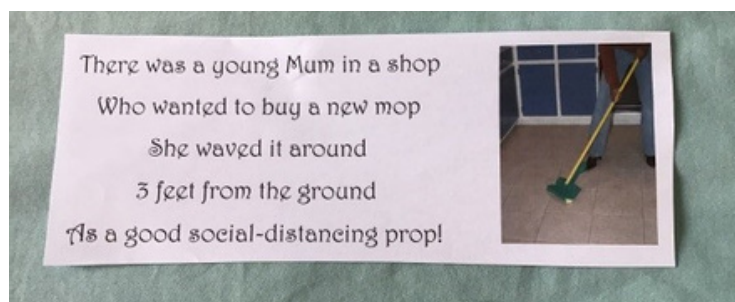 There was a young Mum in a shop
Who wanted to buy a new mop
She waved it around
3 feet from the ground
As a good social-distancing prop!